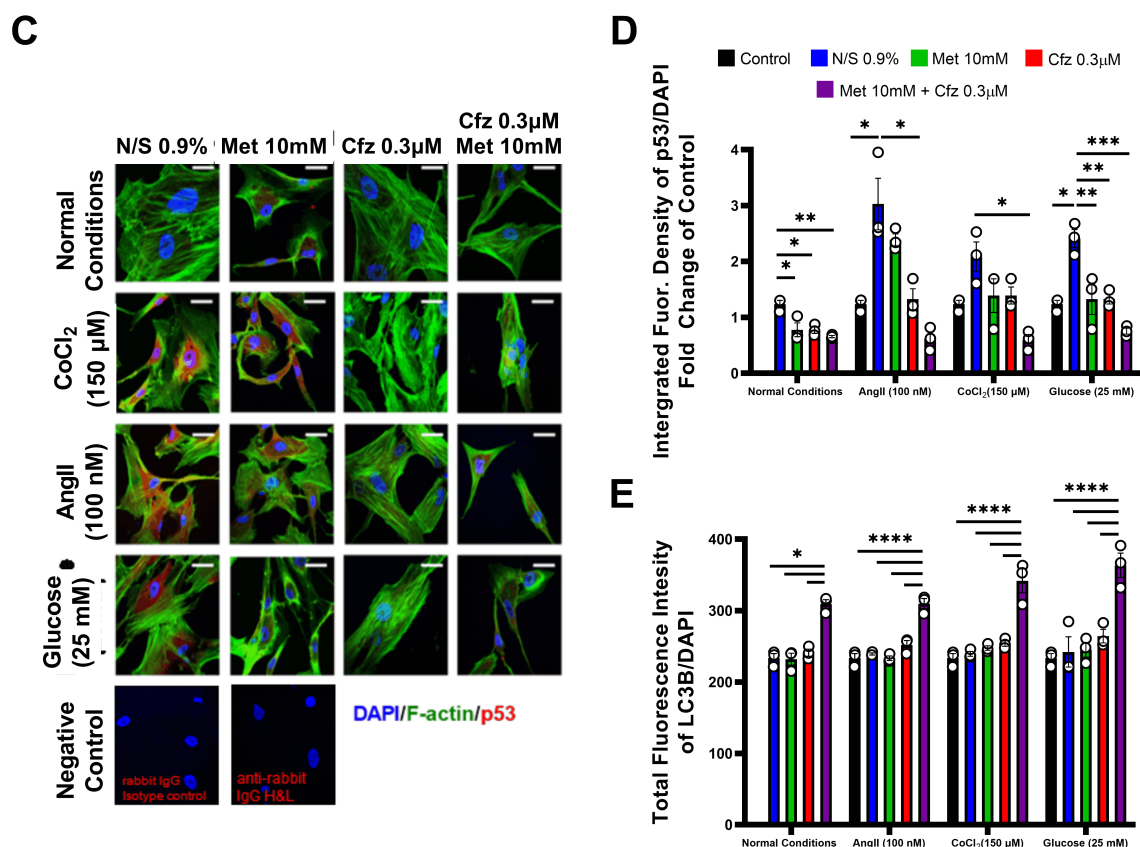 C
Cfz 0.3µM
N/S 0.9% Met 10mM Cfz 0.3µM Met 10mM
Normal
Conditions
CoCl₂
(150 µM)
AngII
(100 nM)
Glucose
(25 mM)
Negative
Control
rabbit IgG
Isotype control
anti-rabbit
IgG H&L
DAPI/F-actin/p53
D
Control N/S 0.9% Met 10mM Cfz 0.3µM
Met 10mM + Cfz 0.3µM
Intergrated Fluor. Density of p53/DAPI
Fold Change of Control
4
3
2
1
0
*
*
**
*
*
*
*
**
**
***
Normal Conditions AngII (100 nM) CoCl₂(150 µM) Glucose (25 mM)
E
Total Fluorescence Intesity
of LC3B/DAPI
400
300
200
100
0
*
****
****
****
Normal Conditions AngII (100 nM) CoCl₂(150 µM) Glucose (25 mM)